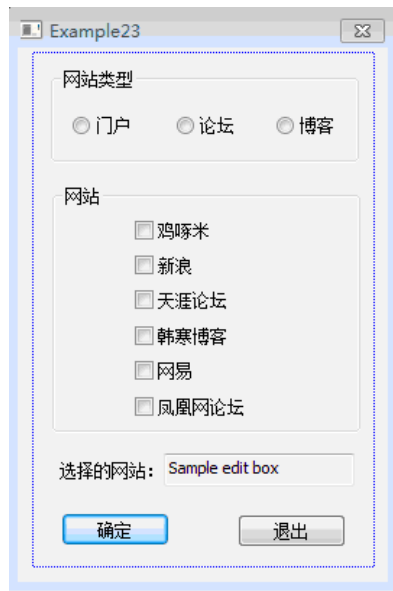 Example23
网站类型
门户 论坛 博客
网站
鸡啄米
新浪
天涯论坛
韩寒博客
网易
凤凰网论坛
选择的网站： Sample edit box
确定 退出